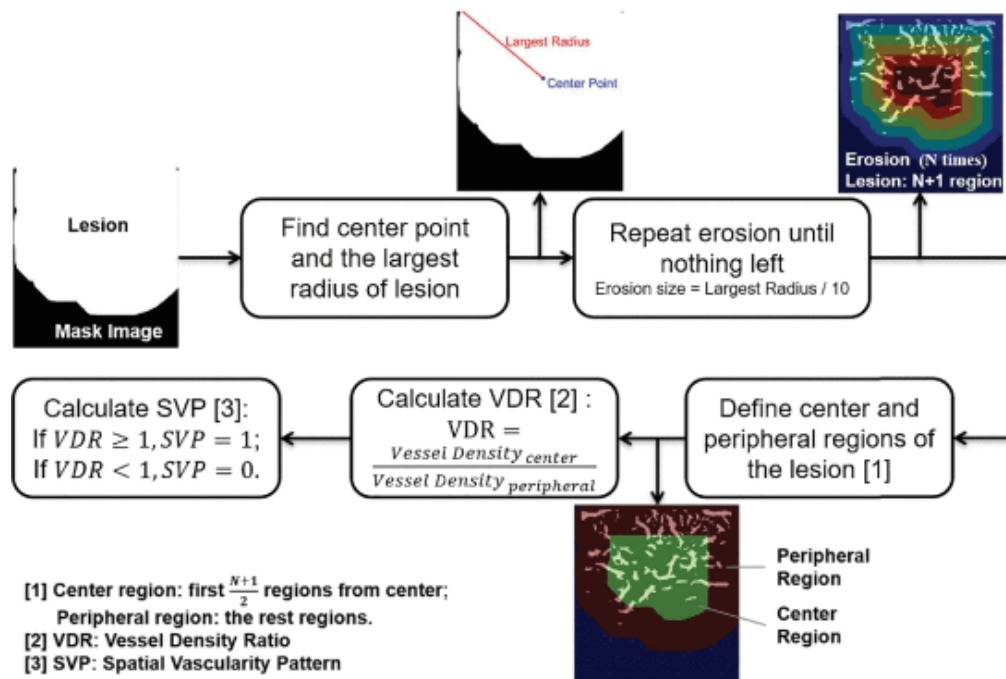 Largest Radius
Center Point
Erosion (N times)
Lesion: N+1 region
Lesion
Mask Image
Find center point
and the largest
radius of lesion
Repeat erosion until
nothing left
Erosion size = Largest Radius / 10
Calculate SVP [3]:
If VDR ≥ 1, SVP = 1;
If VDR < 1, SVP = 0.
Calculate VDR [2] :
VDR =
Vessel Density center
Vessel Density peripheral
Define center and
peripheral regions of
the lesion [1]
Peripheral
Region
Center
Region
[1] Center region: first (N+1)/2 regions from center;
Peripheral region: the rest regions.
[2] VDR: Vessel Density Ratio
[3] SVP: Spatial Vascularity Pattern